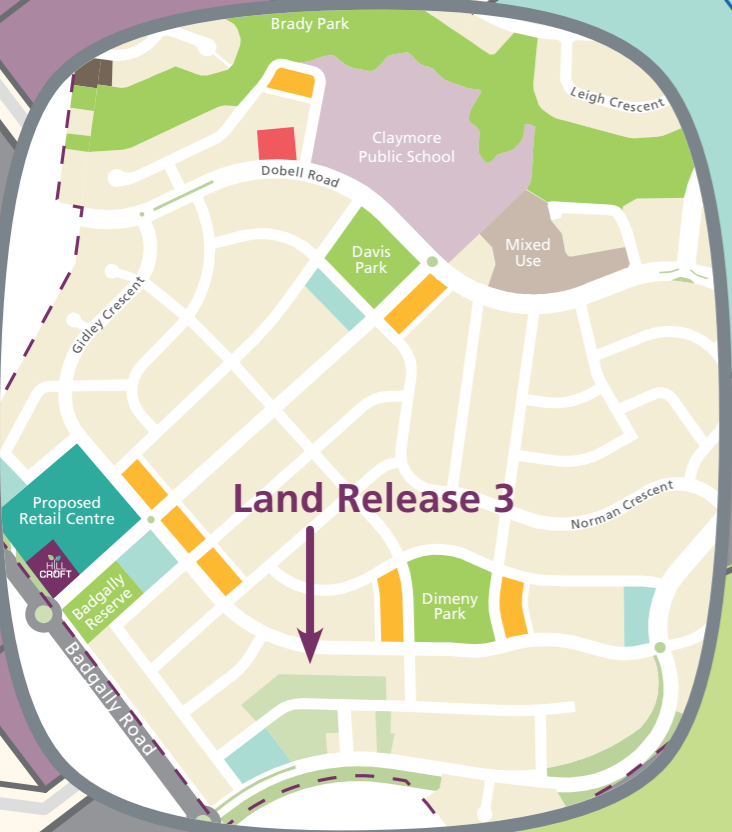 Brady Park
Leigh Crescent
Claymore
Public School
Dobell Road
Davis
Park
Mixed
Use
Gidley Crescent
Land Release 3
Proposed
Retail Centre
Norman Crescent
HILL
CROFT
Badgally
Reserve
Dimeny
Park
Badgally Road